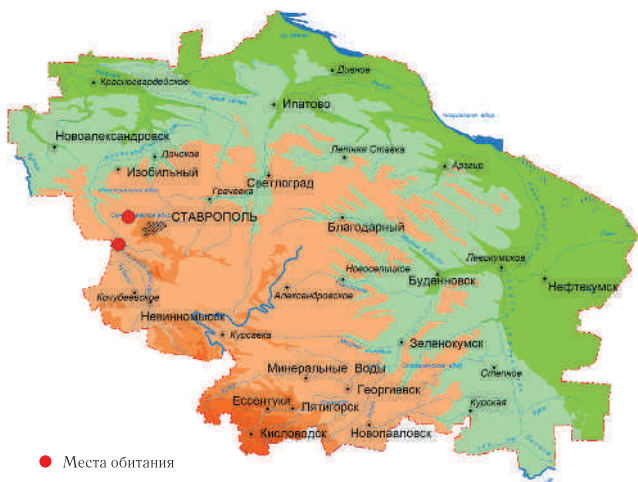 Дивное
Красногвардейское
Ипатово
Новоалександровск
Донское
Летняя Ставка
Арзгир
Изобильный
Светлоград
Грачевка
СТАВРОПОЛЬ
Благодарный
Левокумское
Новоселицкое
Буденновск
Нефтекумск
Кочубеевское
Александровское
Невинномысск
Курсавка
Зеленокумск
Минеральные Воды
Степное
Георгиевск
Ессентуки
Пятигорск
Курская
Кисловодск
Новопавловск
Места обитания